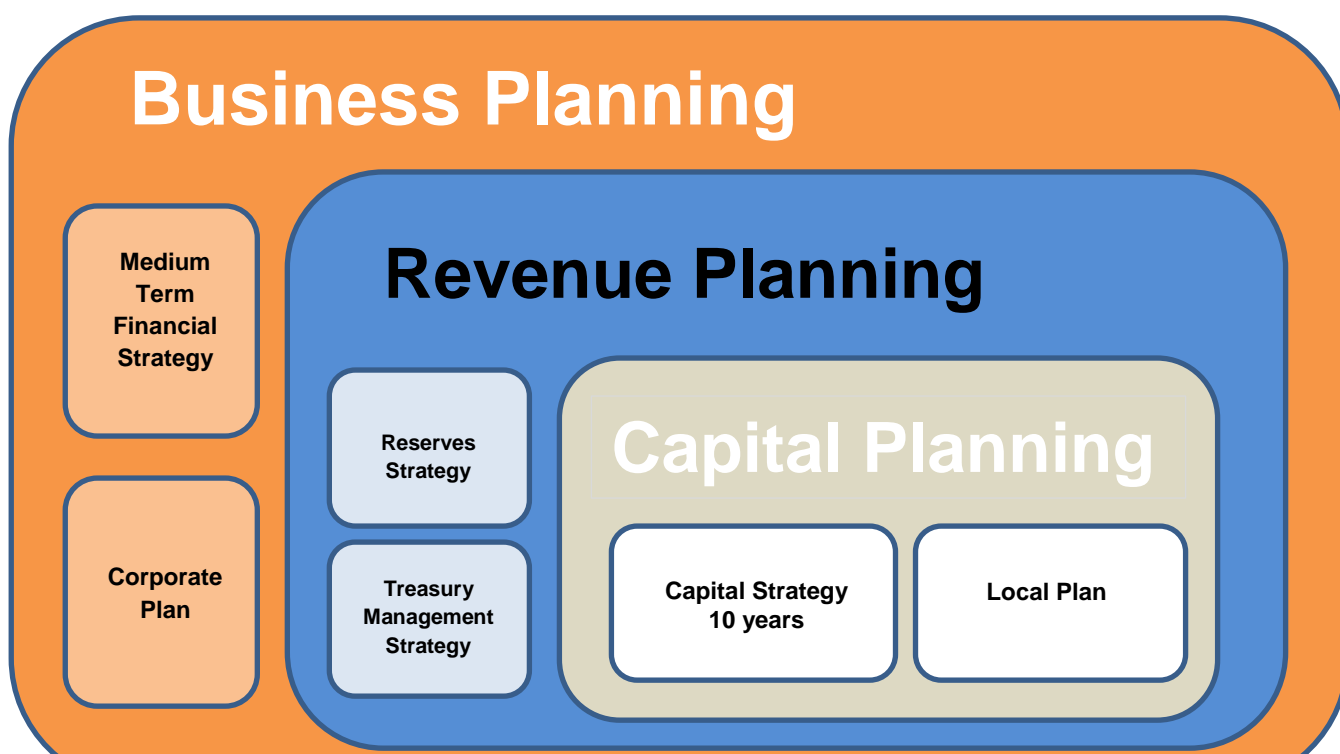 Business Planning
Medium
Term
Financial
Strategy
Revenue Planning
Reserves
Strategy
Capital Planning
Corporate
Plan
Treasury
Management
Strategy
Capital Strategy
10 years
Local Plan